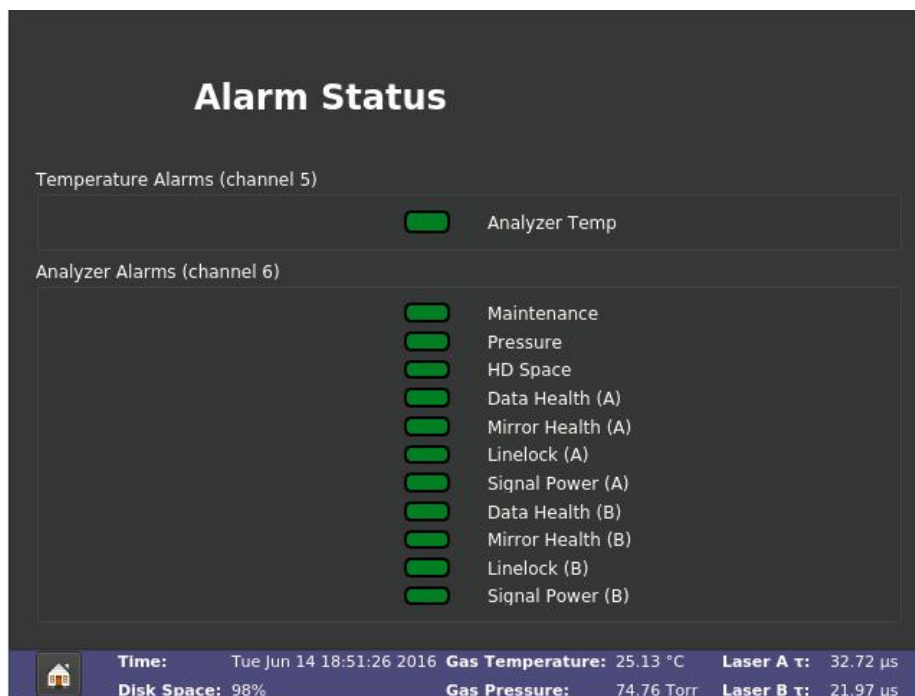 Alarm Status
Temperature Alarms (channel 5)
Analyzer Temp
Analyzer Alarms (channel 6)
Maintenance
Pressure
HD Space
Data Health (A)
Mirror Health (A)
Linelock (A)
Signal Power (A)
Data Health (B)
Mirror Health (B)
Linelock (B)
Signal Power (B)
Time: Tue Jun 14 18:51:26 2016 Gas Temperature: 25.13 °C Laser A τ: 32.72 µs
Disk Space: 98% Gas Pressure: 74.76 Torr Laser B τ: 21.97 µs